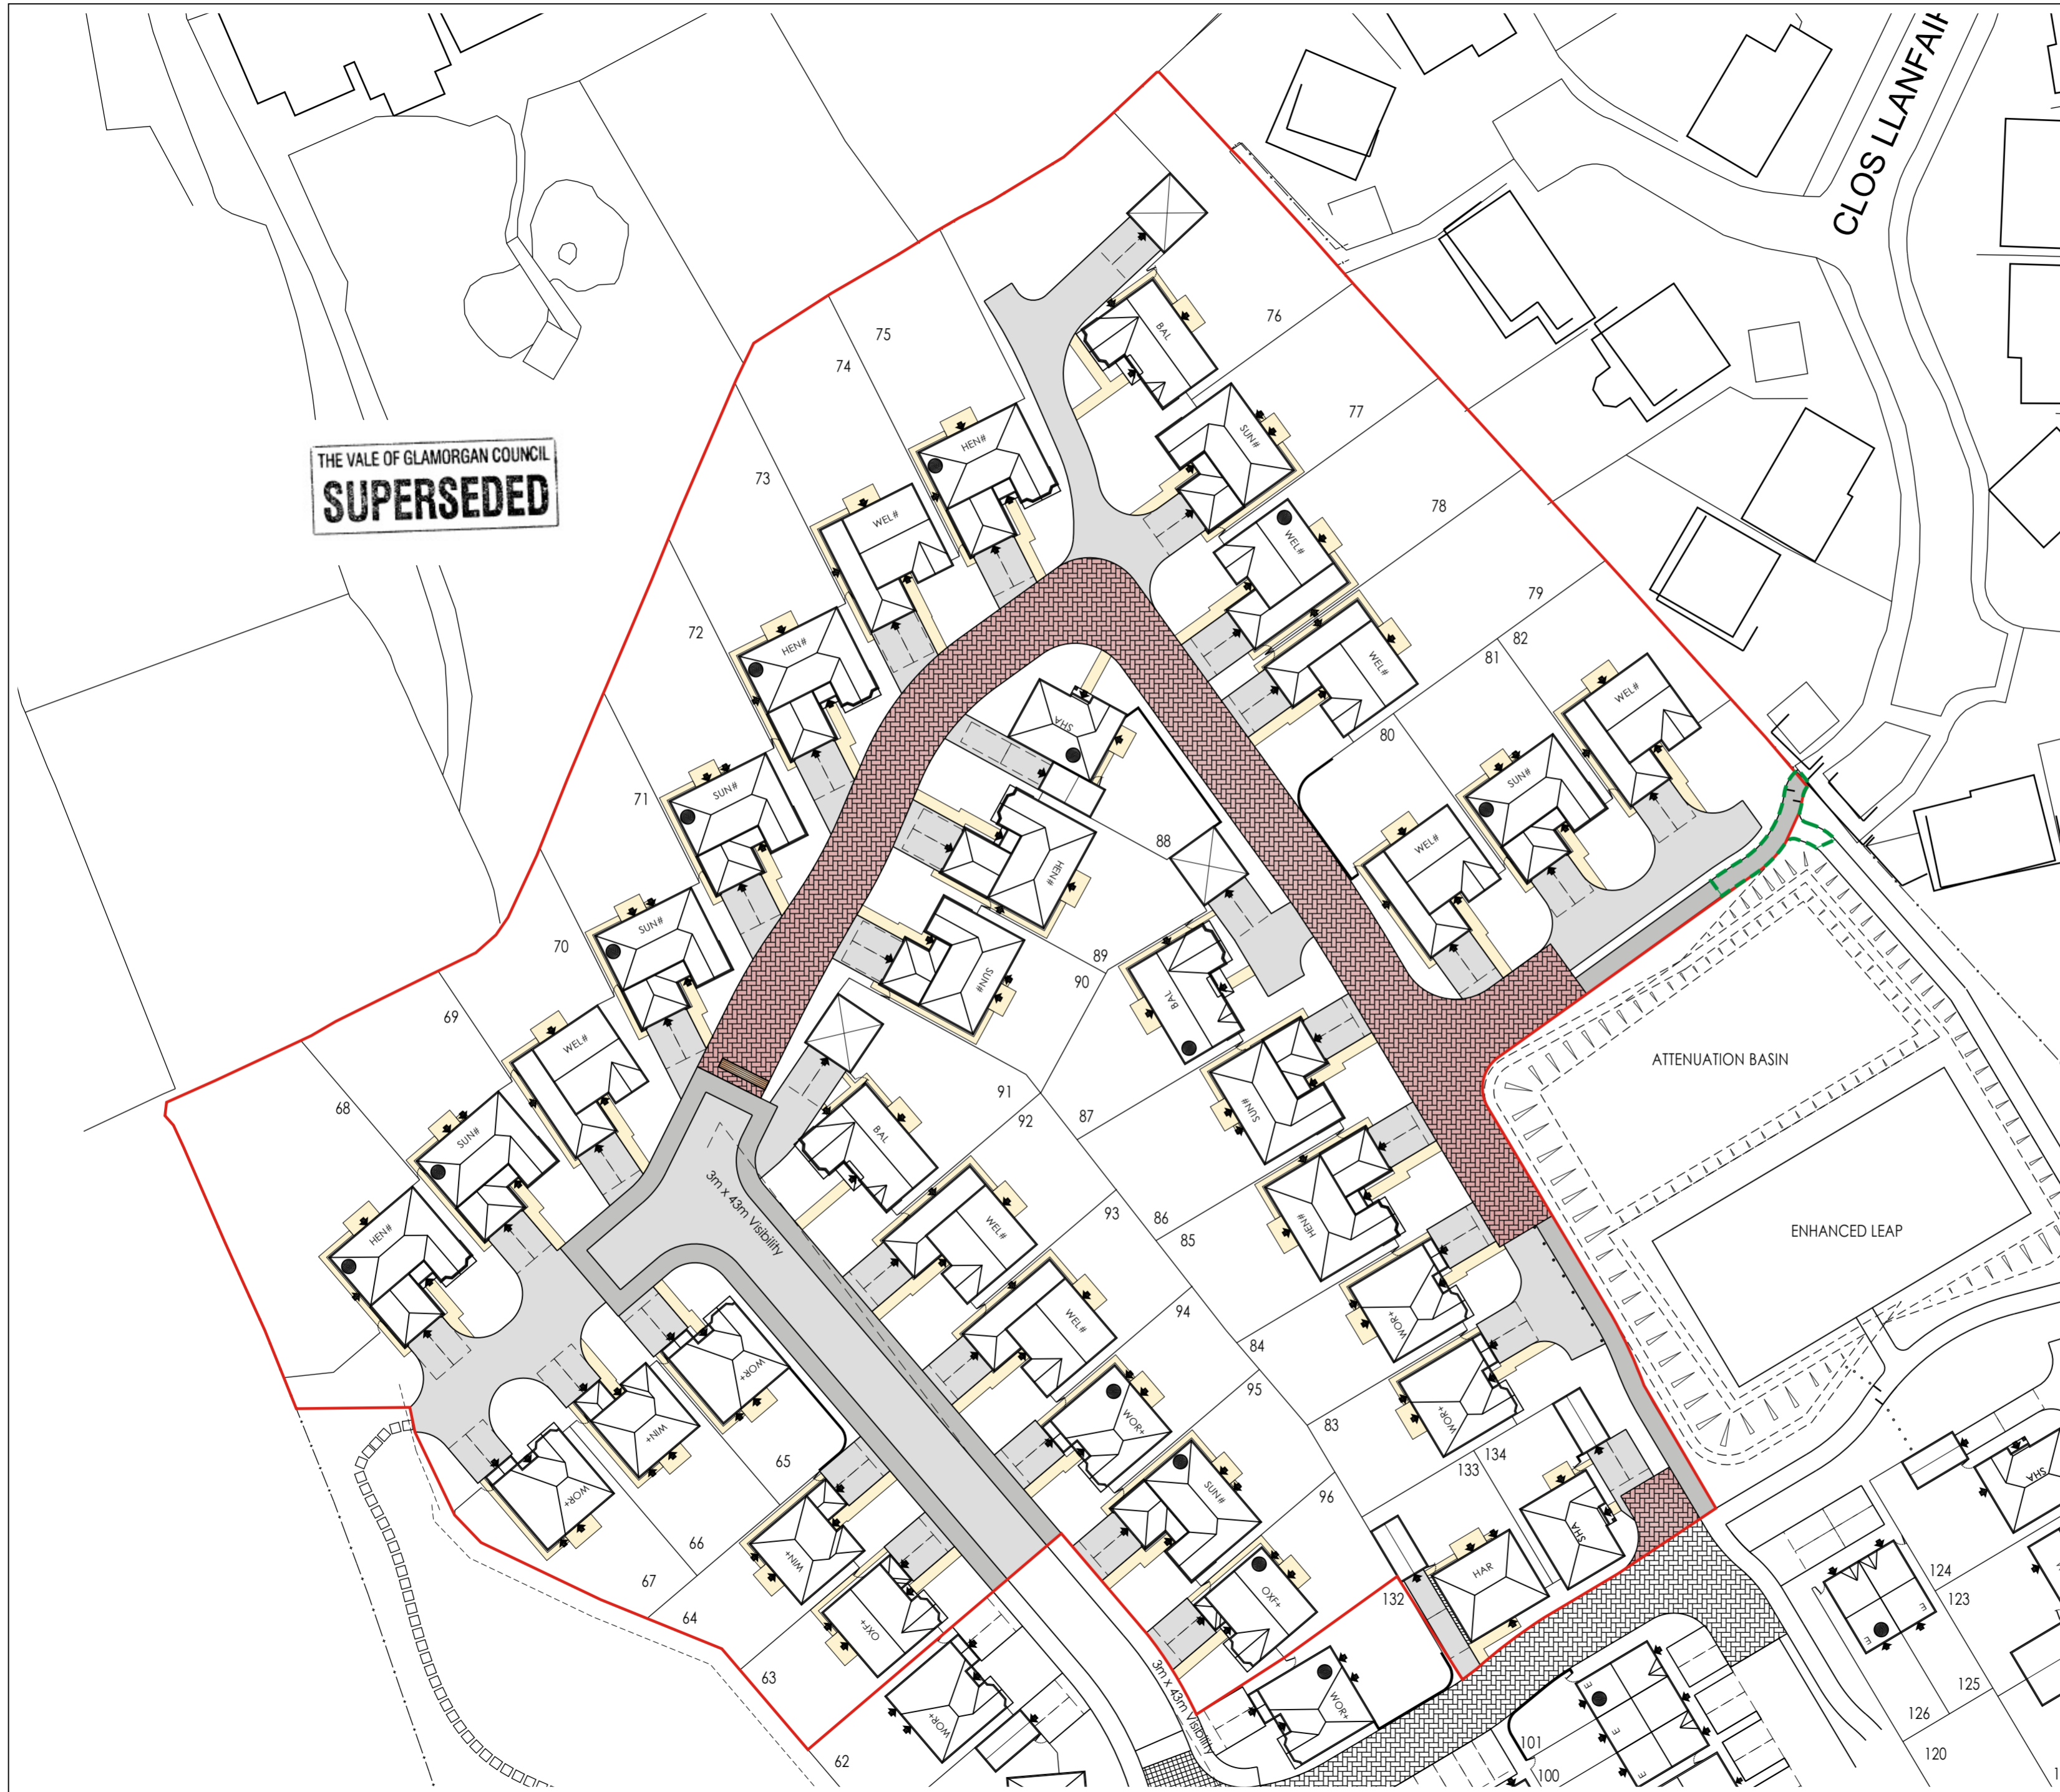 CLOS LLANFAIR
THE VALE OF GLAMORGAN COUNCIL
SUPERSEDED
75
76
BAL
74
77
SUN#
HEN#
73
78
WEL#
WEL#
79
72
HEN#
82
81
WEL#
WEL#
80
SHA
71
SUN#
SUN#
88
WEL#
HEN#
70
SUN#
89
90
SUN#
BAL
69
WEL#
ATTENUATION BASIN
91
92
87
68
SUN#
BAL
SUN#
3m x 43m Visibility
93
86
85
HEN#
HEN#
WEL#
ENHANCED LEAP
94
84
WEL#
WOR+
95
WOR+
83
WIN+
WOR+
WOR+
65
134
133
SHA
WOR+
SUN#
96
66
SHA
67
WIN+
HAR
124
123
64
OXF+
132
OXF+
E
E
63
3m x 43m Visibility
125
126
WOR+
WOR+
E
E
E
101
120
62
100